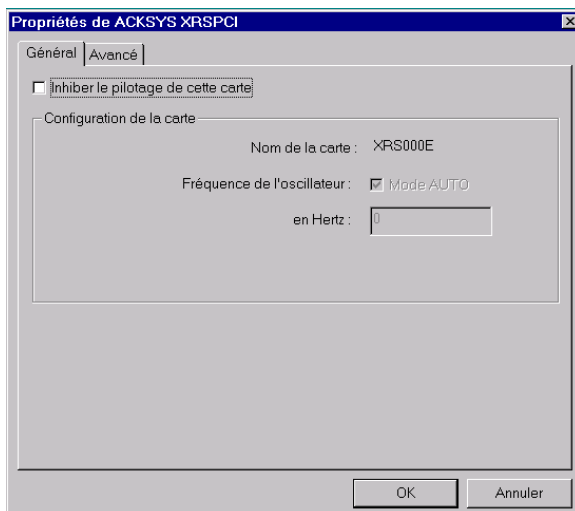 Propriétés de ACKSYS XRSPCI
Général Avancé
Inhiber le pilotage de cette carte
Configuration de la carte
Nom de la carte : XRS000E
Fréquence de l'oscillateur : Mode AUTO
en Hertz : 0
OK Annuler